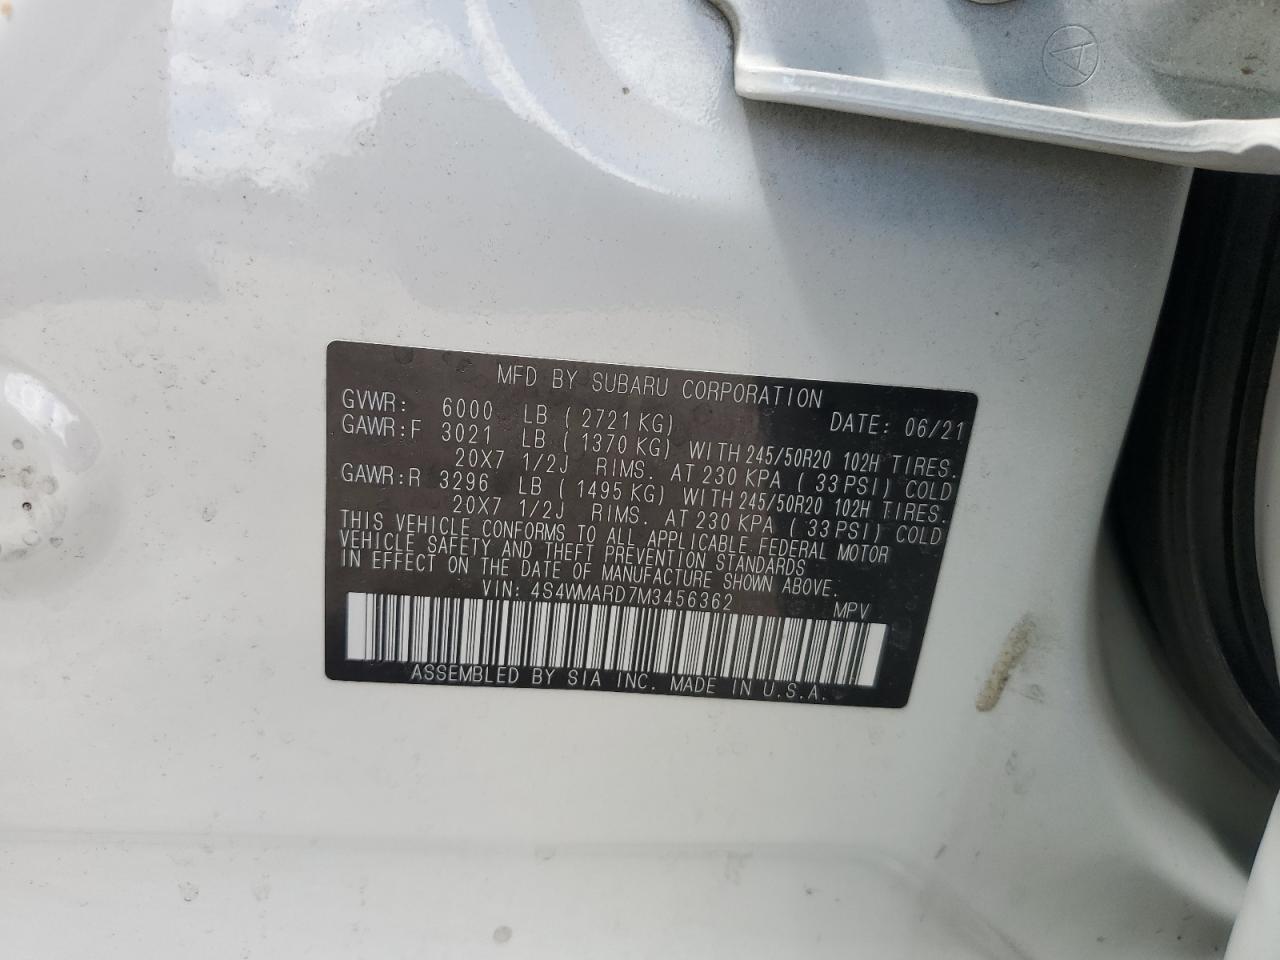 A
MFD BY SUBARU CORPORATION
GVWR: 6000 LB ( 2721 KG) DATE: 06/21
GAWR:F 3021 LB ( 1370 KG) WITH 245/50R20 102H TIRES.
20X7 1/2J RIMS. AT 230 KPA ( 33 PSI) COLD
GAWR:R 3296 LB ( 1495 KG) WITH 245/50R20 102H TIRES.
20X7 1/2J RIMS. AT 230 KPA ( 33 PSI) COLD
THIS VEHICLE CONFORMS TO ALL APPLICABLE FEDERAL MOTOR
VEHICLE SAFETY AND THEFT PREVENTION STANDARDS
IN EFFECT ON THE DATE OF MANUFACTURE SHOWN ABOVE.
VIN: 4S4WMARD7M3456362 MPV
ASSEMBLED BY SIA INC. MADE IN U.S.A.